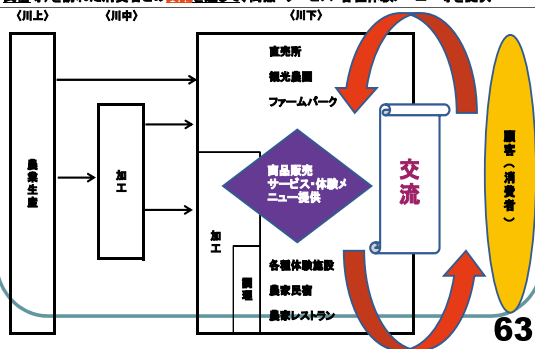 〈川上〉
〈川中〉
〈川下〉
農業生産
加工
直売所
観光農園
ファームパーク
商品販売
サービス・体験メ
ニュー提供
加工
調理
各種体験施設
農家民宿
農家レストラン
交流
顧客（消費者）
63